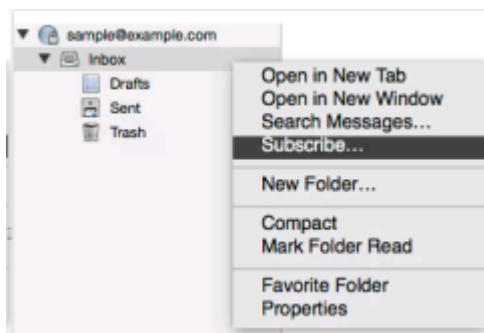 sample@example.com
Inbox
Drafts
Sent
Trash
Open in New Tab
Open in New Window
Search Messages...
Subscribe...
New Folder...
Compact
Mark Folder Read
Favorite Folder
Properties